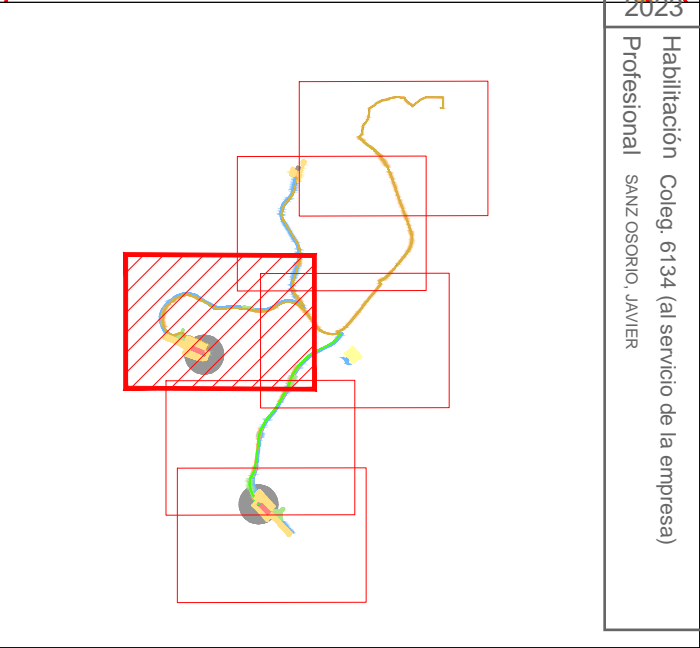 2023
Habilitación Coleg. 6134 (al servicio de la empresa)
Profesional SANZ OSORIO, JAVIER